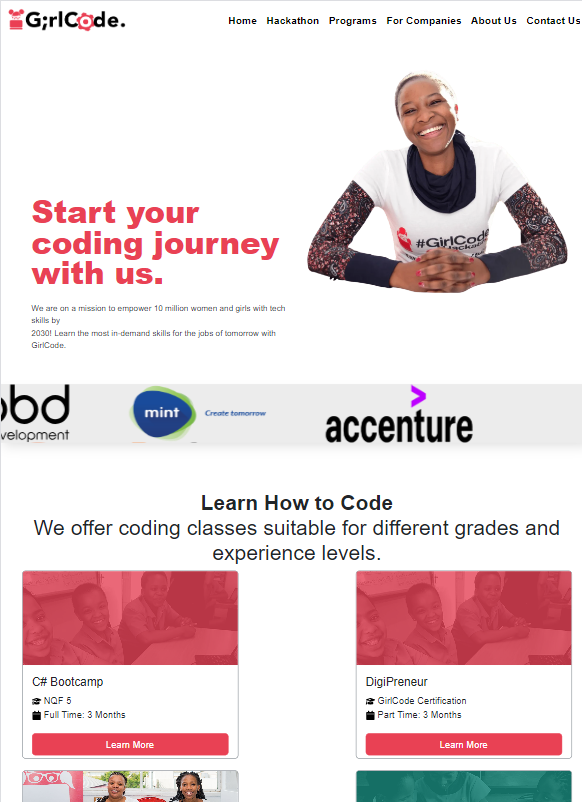 G;rlCode.
Home Hackathon Programs For Companies About Us Contact Us
#GirlCode
Start your
coding journey
with us.
We are on a mission to empower 10 million women and girls with tech
skills by
2030! Learn the most in-demand skills for the jobs of tomorrow with
GirlCode.
bbd
velopment
mint
Create tomorrow
>
accenture
Learn How to Code
We offer coding classes suitable for different grades and
experience levels.
C# Bootcamp
NQF 5
Full Time: 3 Months
Learn More
DigiPreneur
GirlCode Certification
Part Time: 3 Months
Learn More